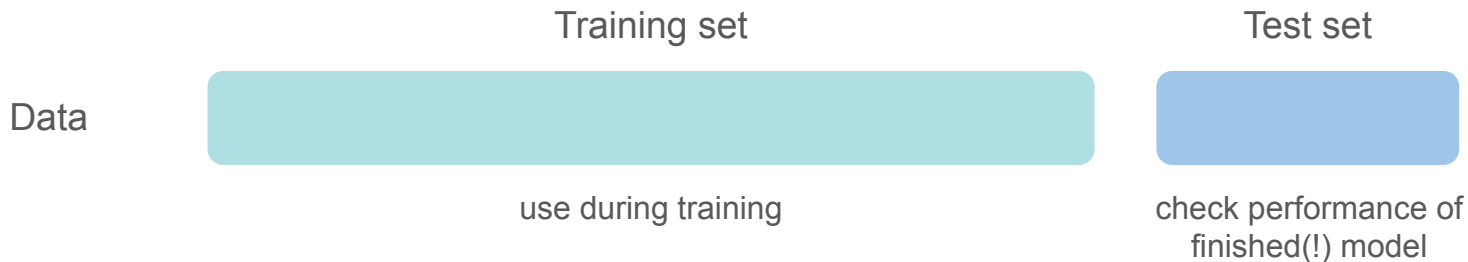 Training set
Test set
Data
use during training
check performance of
finished(!) model